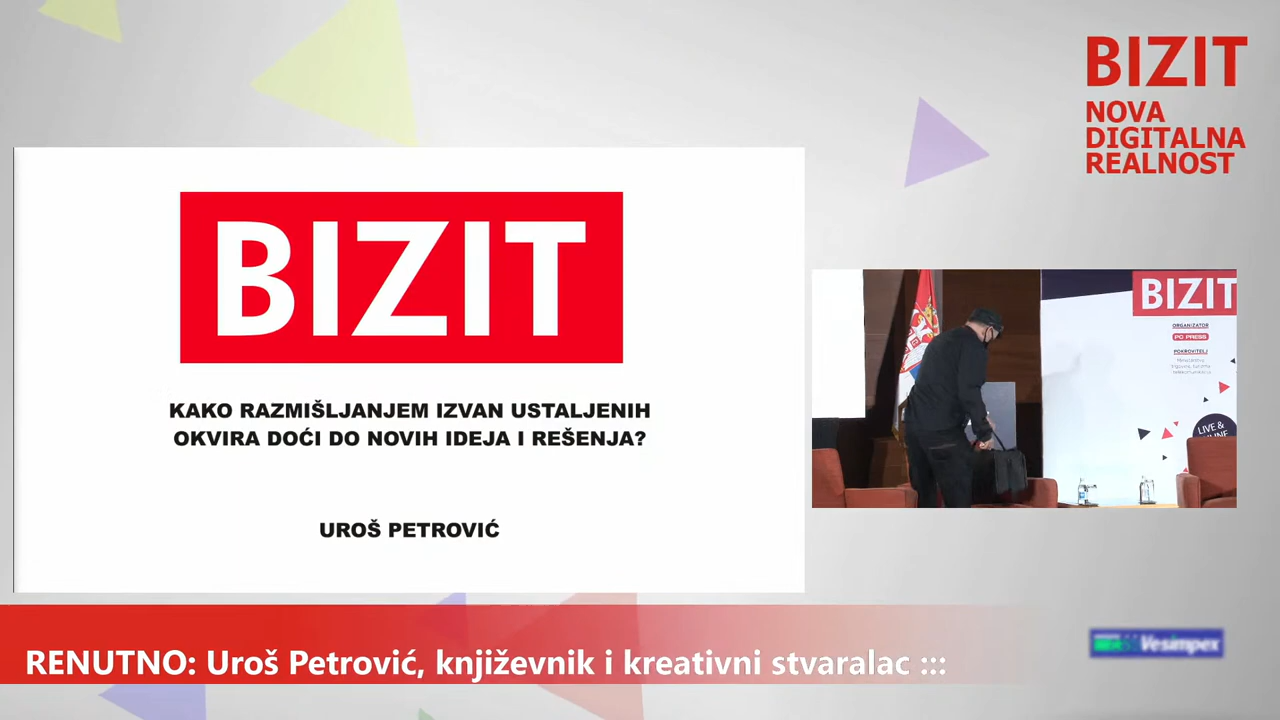 BIZIT
NOVA
DIGITALNA
REALNOST
BIZIT
KAKO RAZMIŠLJANJEM IZVAN USTALJENIH
OKVIRA DOĆI DO NOVIH IDEJA I REŠENJA?
UROŠ PETROVIĆ
BIZIT
ORGANIZATOR
PC PRESS
POKROVITELJ
LIVE &
RENUTNO: Uroš Petrović, književnik i kreativni stvaralac :::
Vesimpex